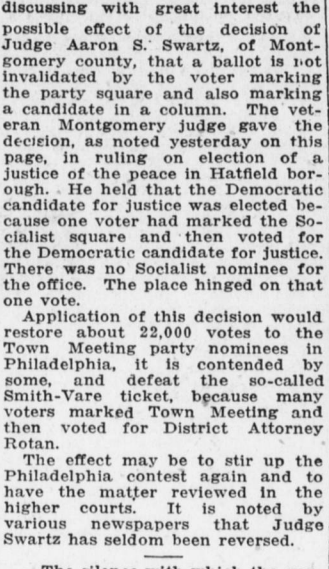 discussing with great interest the
possible effect of the decision of
Judge Aaron S. Swartz, of Mont-
gomery county, that a ballot is not
invalidated by the voter marking
the party square and also marking
a candidate in a column. The vet-
eran Montgomery judge gave the
decision, as noted yesterday on this
page, in ruling on election of a
justice of the peace in Hatfield bor-
ough. He held that the Democratic
candidate for justice was elected be-
cause one voter had marked the So-
cialist square and then voted for
the Democratic candidate for justice.
There was no Socialist nominee for
the office. The place hinged on that
one vote.
Application of this decision would
restore about 22,000 votes to the
Town Meeting party nominees in
Philadelphia, it is contended by
some, and defeat the so-called
Smith-Vare ticket, because many
voters marked Town Meeting and
then voted for District Attorney
Rotan.
The effect may be to stir up the
Philadelphia contest again and to
have the matter reviewed in the
higher courts. It is noted by
various newspapers that Judge
Swartz has seldom been reversed.